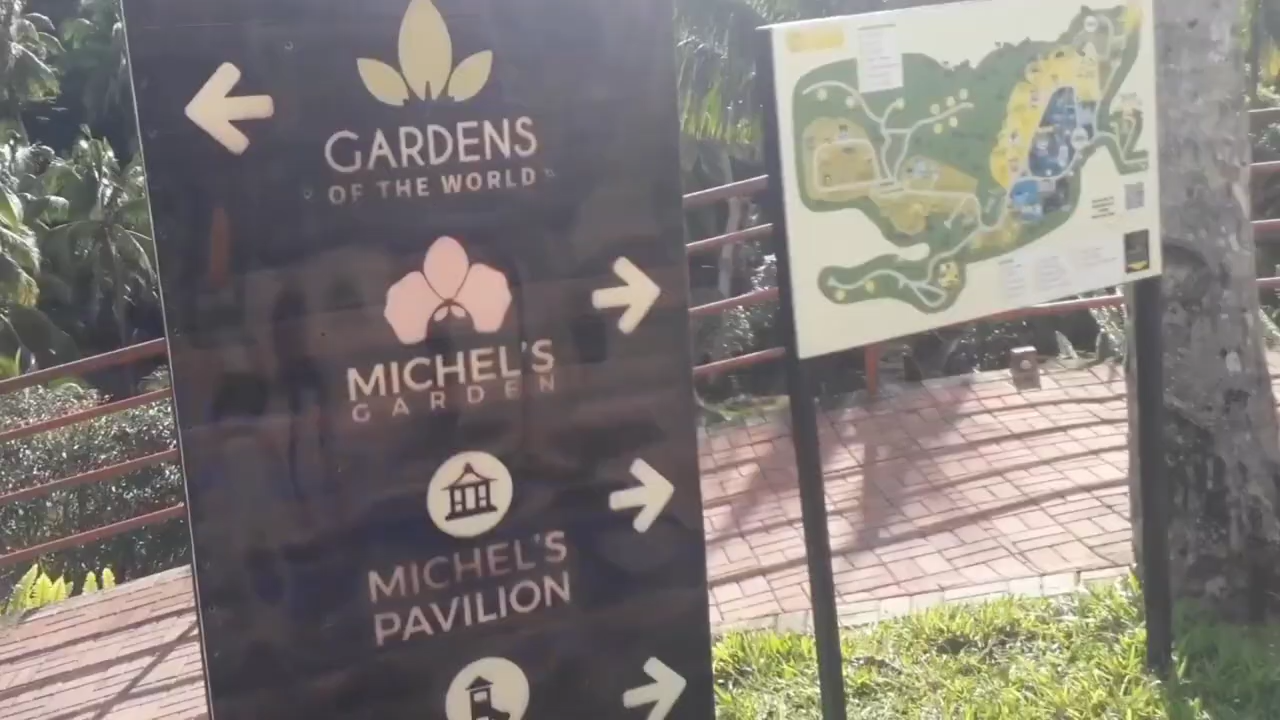 GARDENS
OF THE WORLD
MICHEL'S
GARDEN
MICHEL'S
PAVILION